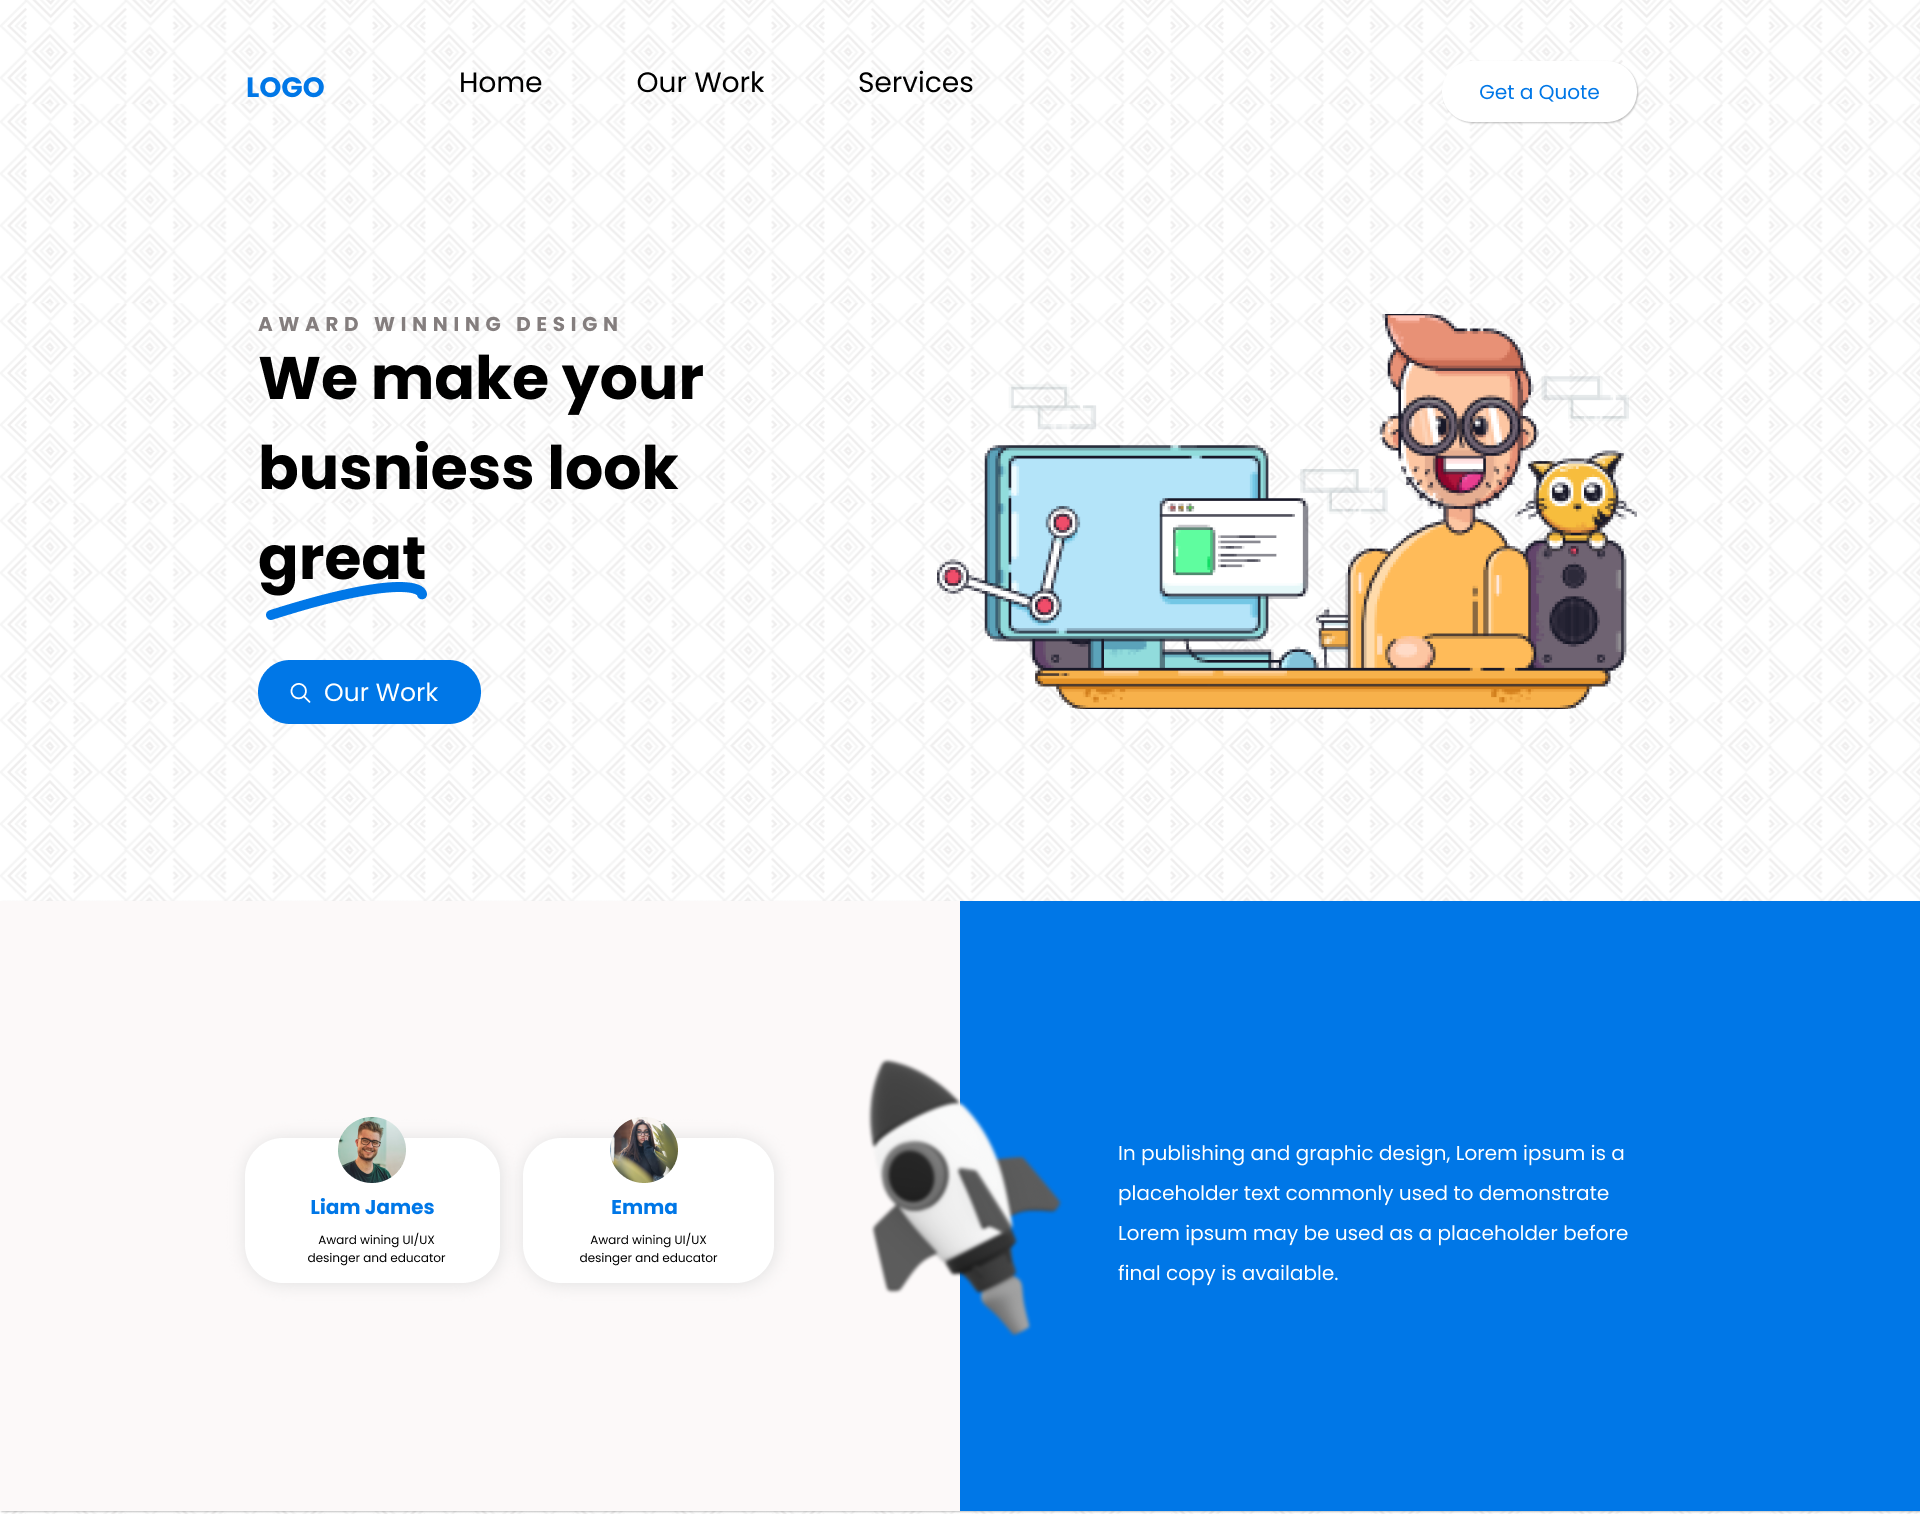 LOGO
Home
Our Work
Services
Get a Quote
AWARD WINNING DESIGN
We make your
busniess look
great
Our Work
Liam James
Award wining UI/UX
desinger and educator
Emma
Award wining UI/UX
desinger and educator
In publishing and graphic design, Lorem ipsum is a
placeholder text commonly used to demonstrate
Lorem ipsum may be used as a placeholder before
final copy is available.